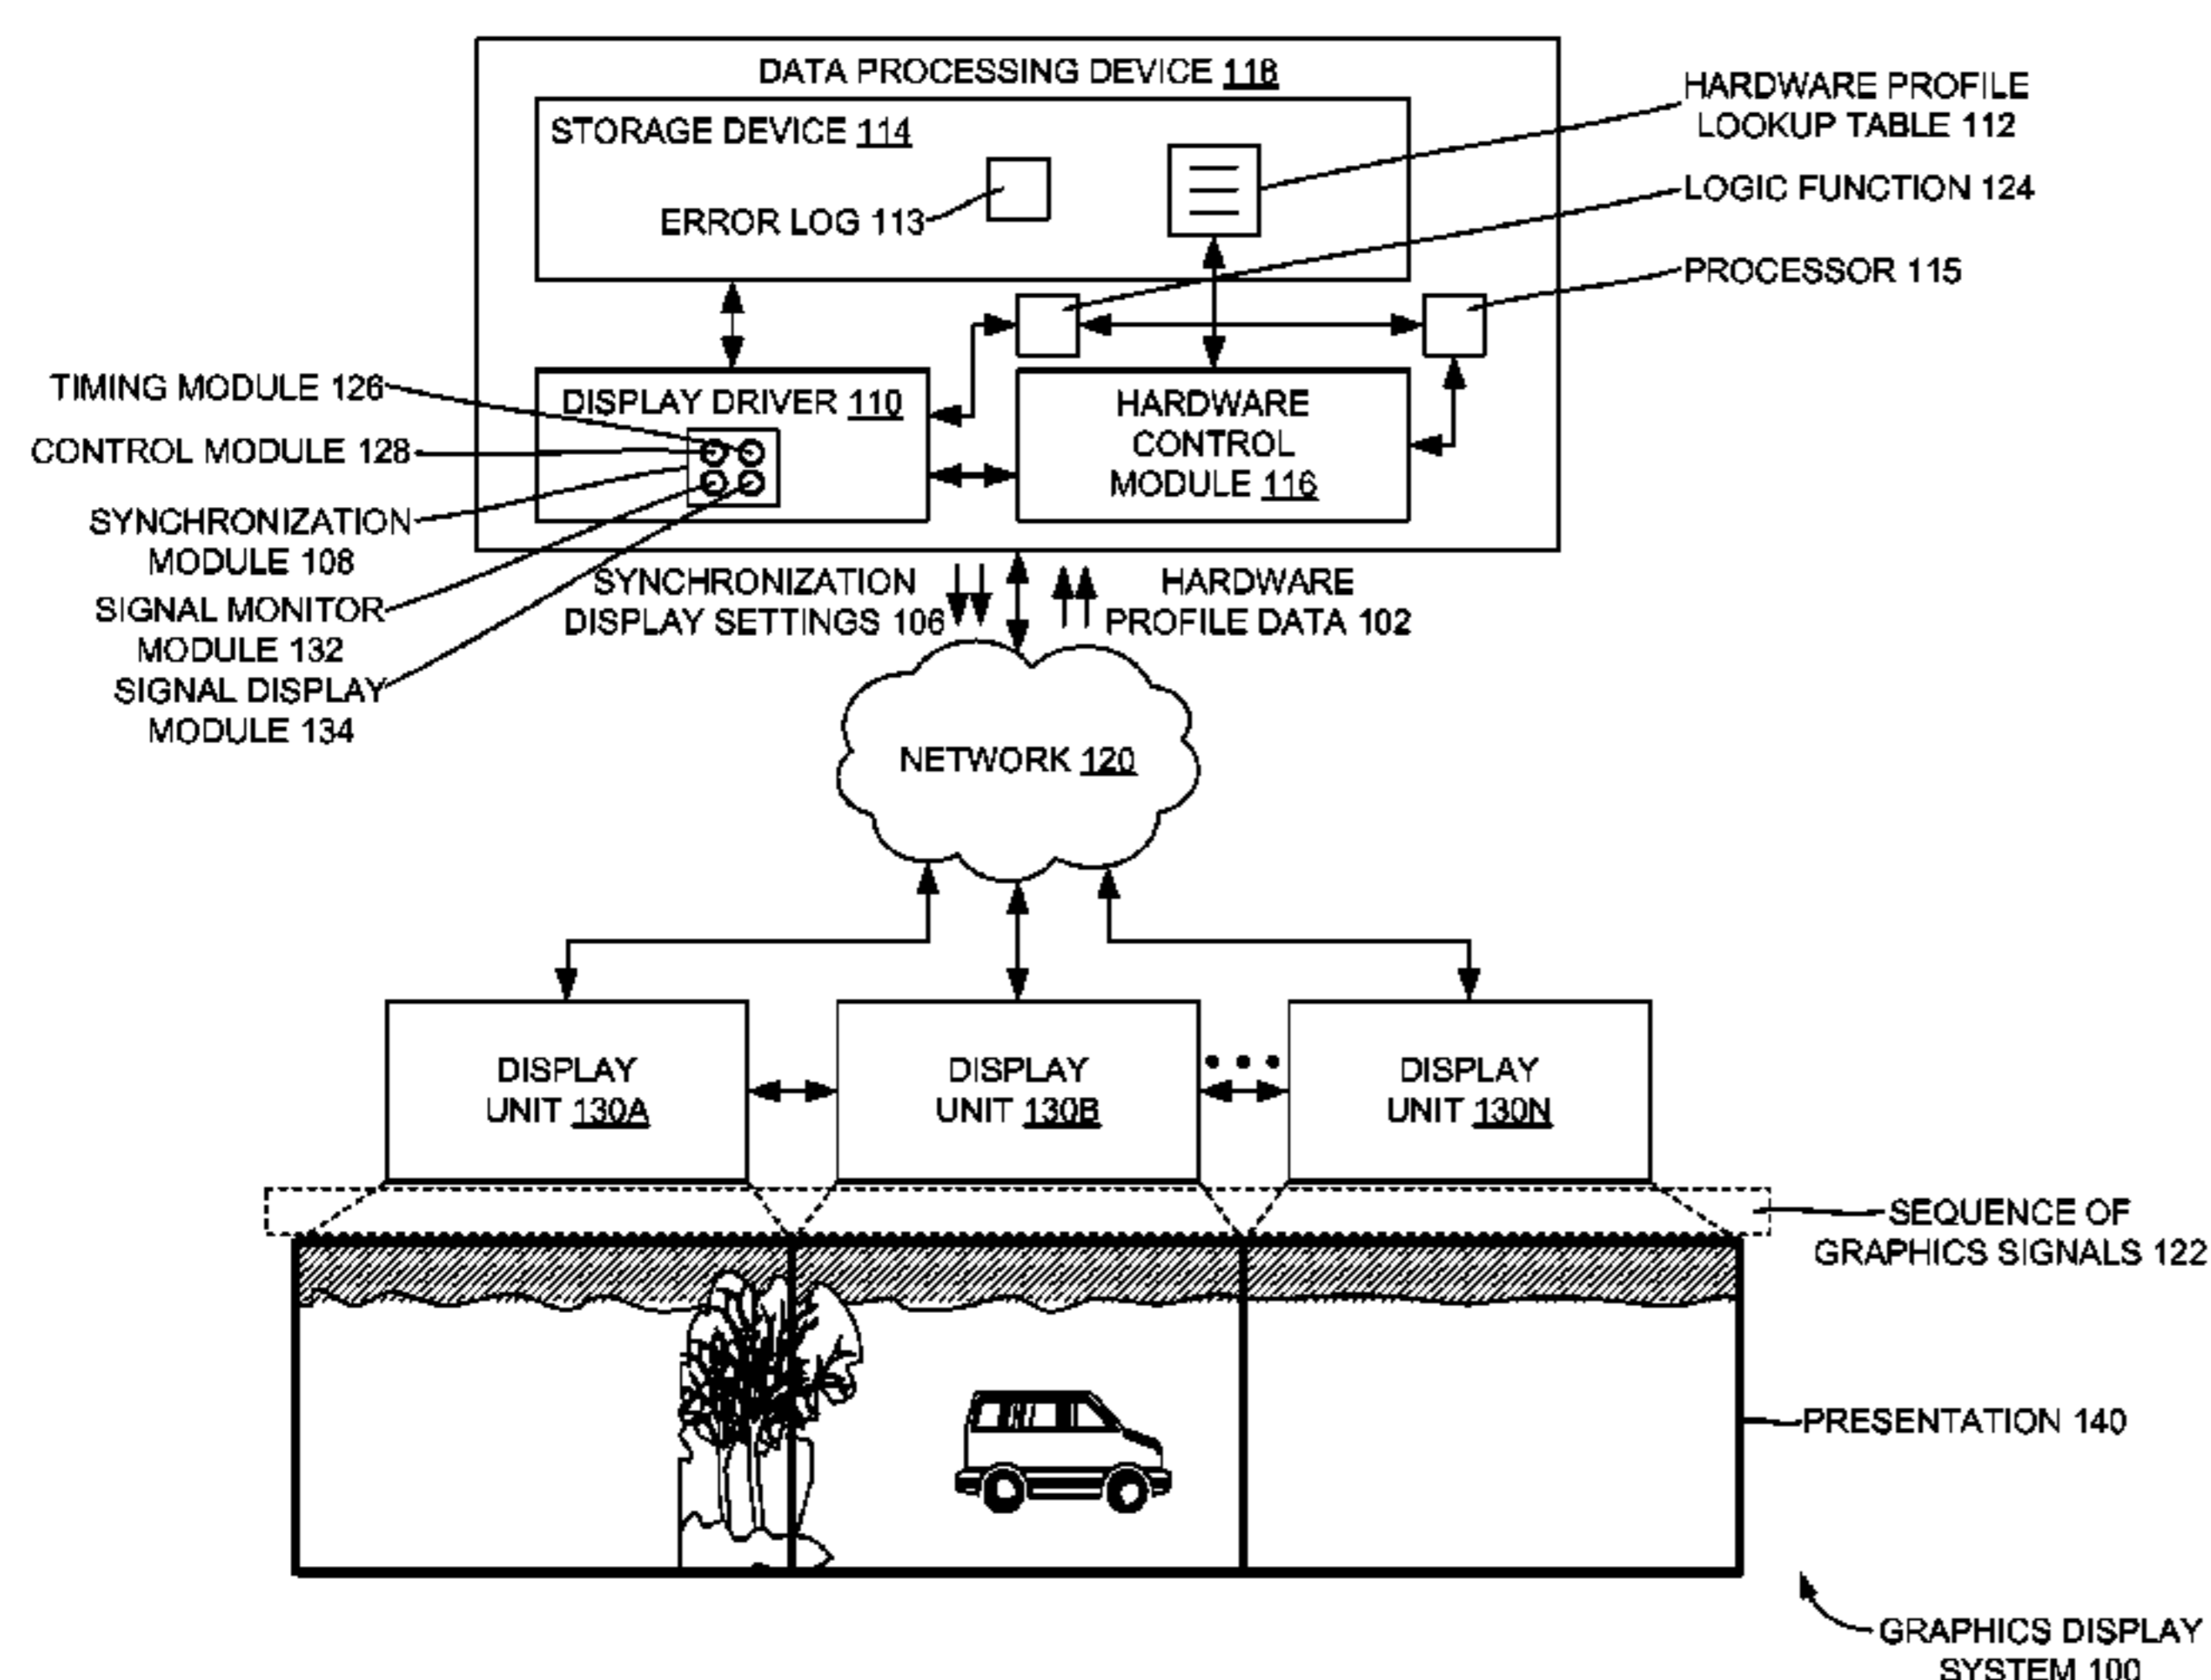 DATA PROCESSING DEVICE 118
STORAGE DEVICE 114
ERROR LOG 113
HARDWARE PROFILE
LOOKUP TABLE 112
LOGIC FUNCTION 124
PROCESSOR 115
TIMING MODULE 126
CONTROL MODULE 128
SYNCHRONIZATION
MODULE 108
SIGNAL MONITOR
MODULE 132
SIGNAL DISPLAY
MODULE 134
DISPLAY DRIVER 110
HARDWARE
CONTROL
MODULE 116
SYNCHRONIZATION
DISPLAY SETTINGS 106
HARDWARE
PROFILE DATA 102
NETWORK 120
DISPLAY
UNIT 130A
DISPLAY
UNIT 130B
DISPLAY
UNIT 130N
SEQUENCE OF
GRAPHICS SIGNALS 122
PRESENTATION 140
GRAPHICS DISPLAY
SYSTEM 100